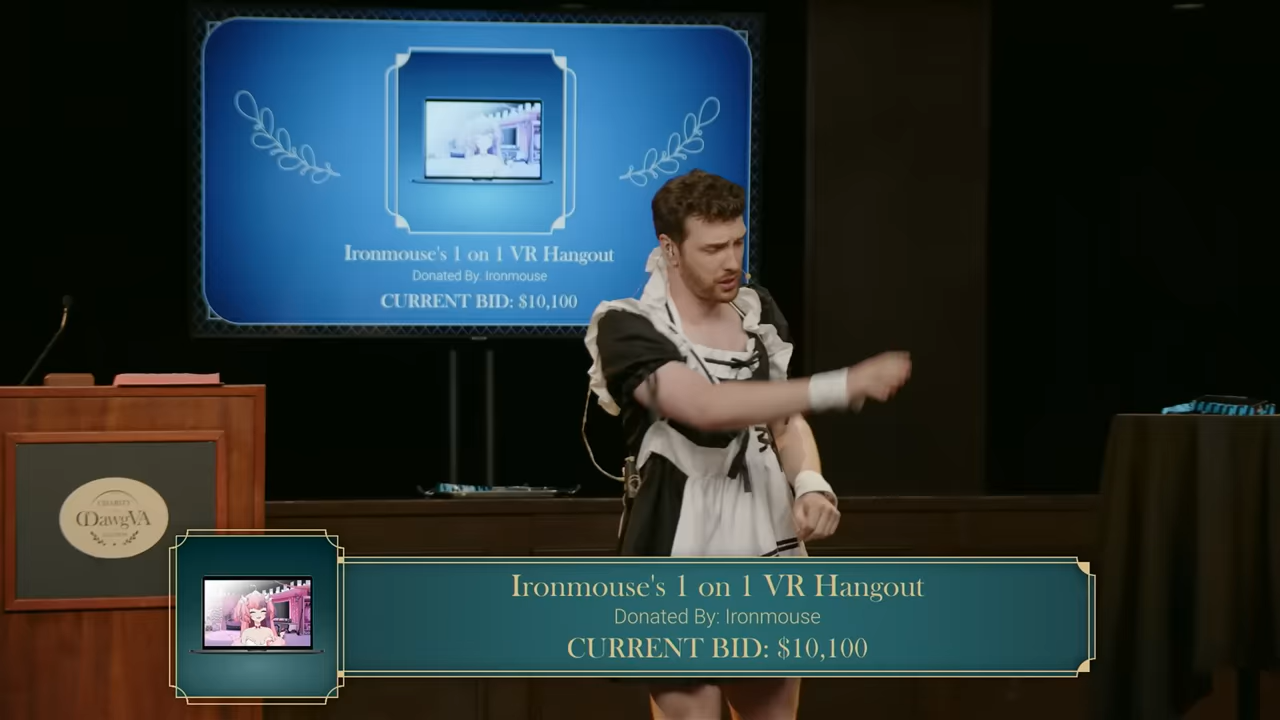 Ironmouse's 1 on 1 VR Hangout
Donated By: Ironmouse
CURRENT BID: $10,100
CHARITY
CDawgVA
Ironmouse's 1 on 1 VR Hangout
Donated By: Ironmouse
CURRENT BID: $10,100